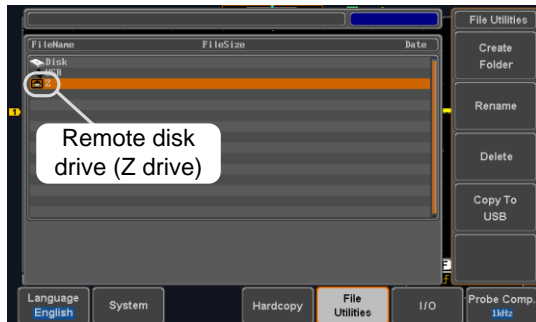 File Utilities
FileName FileSize Date
Disk
USB
Z
Create
Folder
1
Rename
Remote disk
drive (Z drive)
Delete
Copy To
USB
F
Language
English
System
Hardcopy
File
Utilities
I/O
Probe Comp.
1kHz